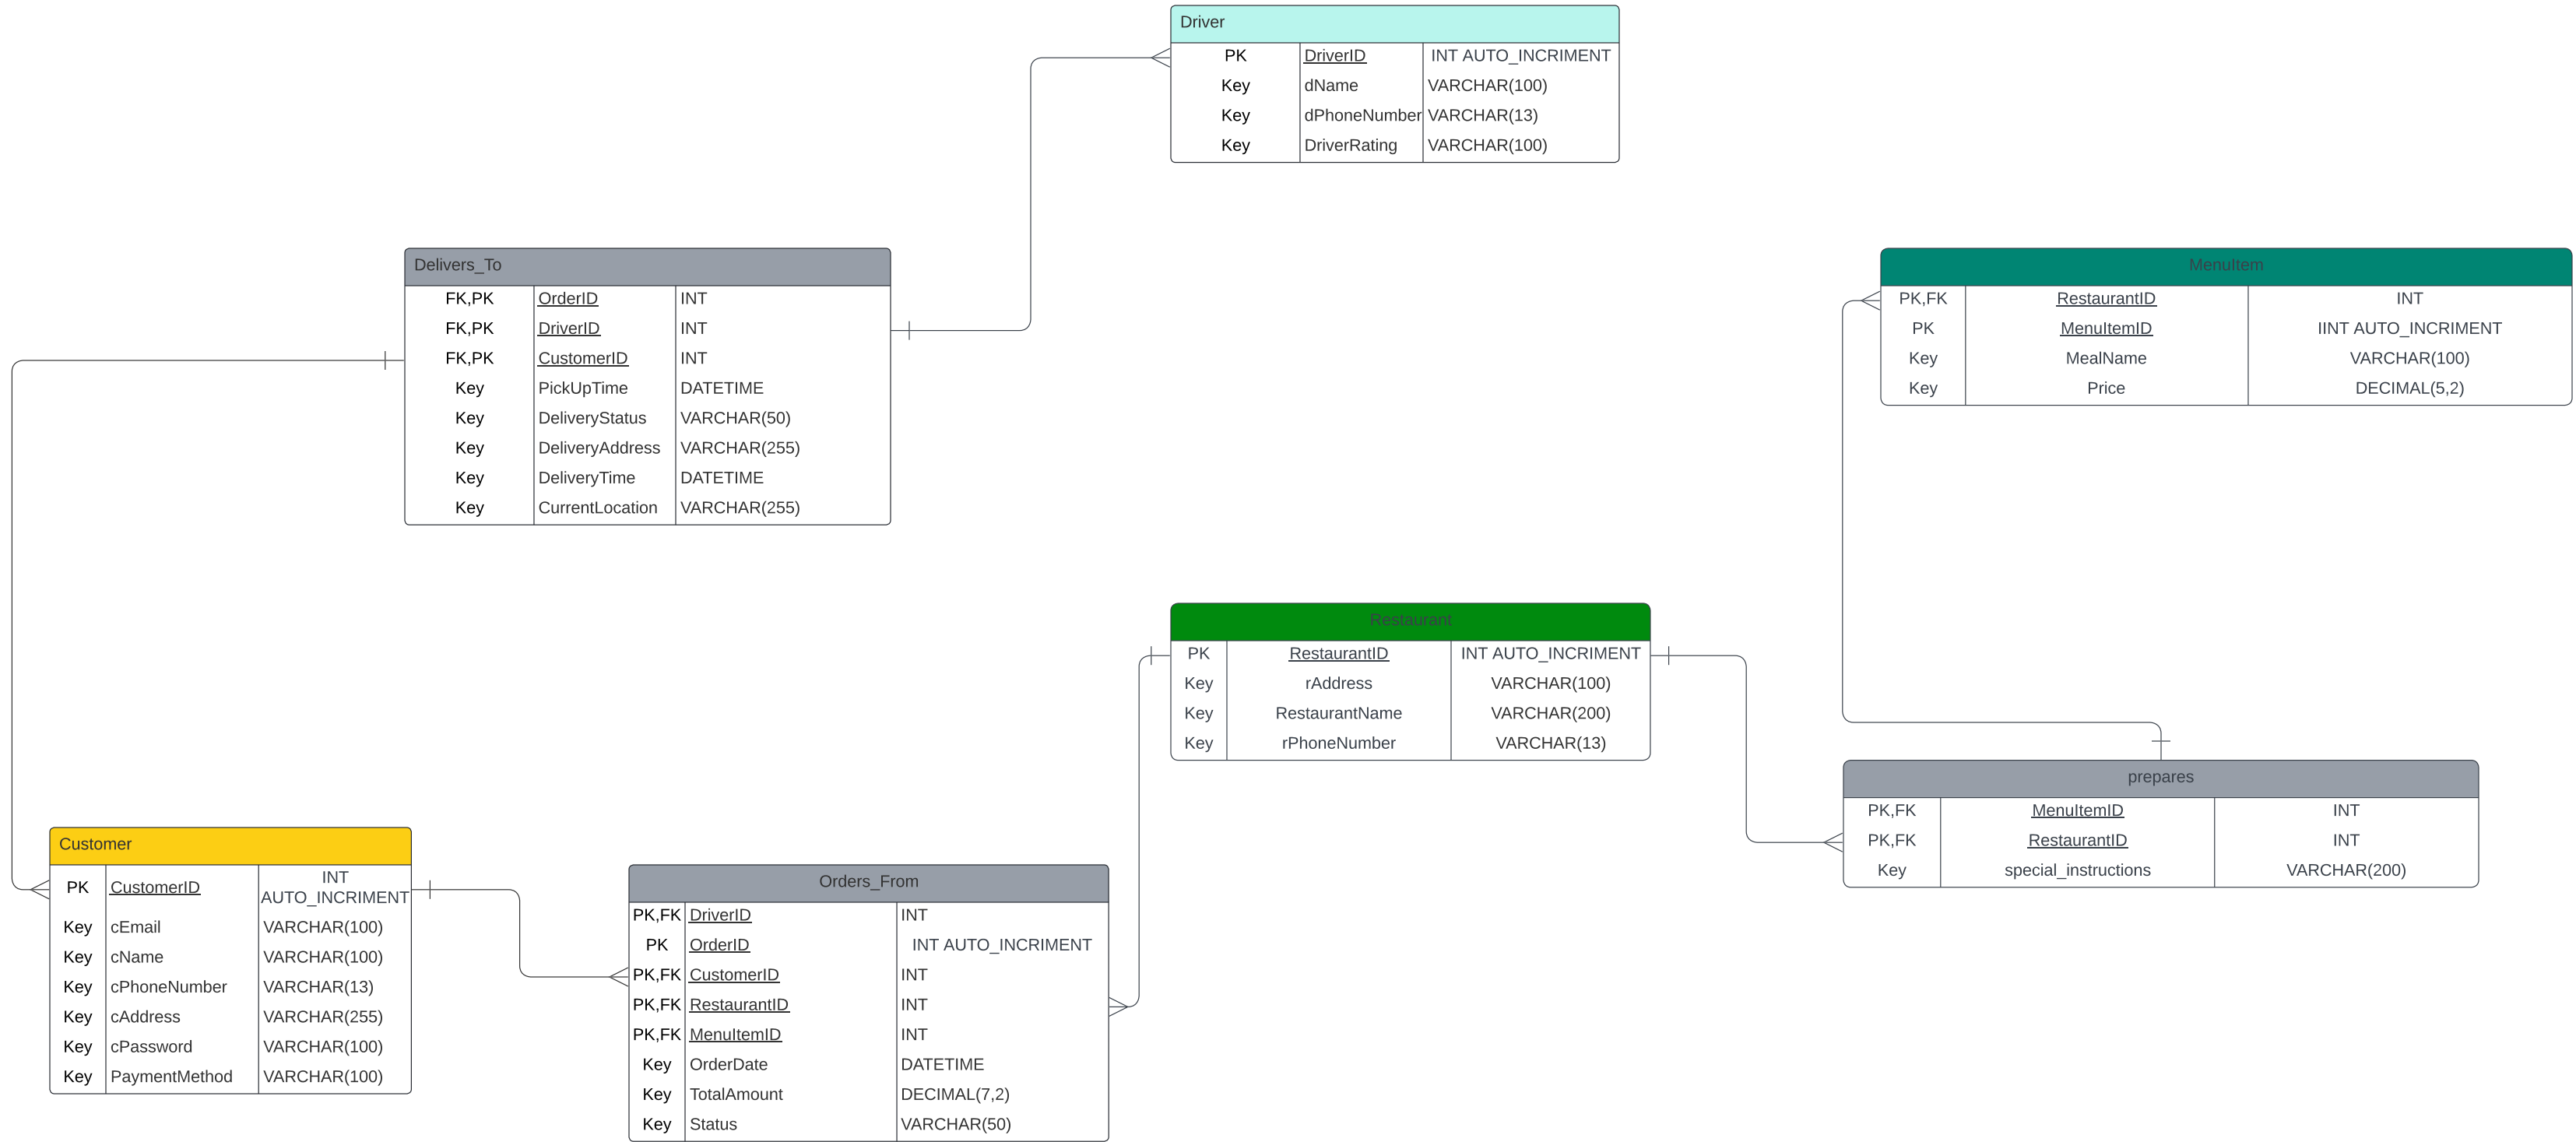 Driver
PK DriverID INT AUTO_INCRIMENT
Key dName VARCHAR(100)
Key dPhoneNumber VARCHAR(13)
Key DriverRating VARCHAR(100)
Delivers_To
FK,PK OrderID INT
FK,PK DriverID INT
FK,PK CustomerID INT
Key PickUpTime DATETIME
Key DeliveryStatus VARCHAR(50)
Key DeliveryAddress VARCHAR(255)
Key DeliveryTime DATETIME
Key CurrentLocation VARCHAR(255)
MenuItem
PK,FK RestaurantID INT
PK MenuItemID IINT AUTO_INCRIMENT
Key MealName VARCHAR(100)
Key Price DECIMAL(5,2)
Restaurant
PK RestaurantID INT AUTO_INCRIMENT
Key rAddress VARCHAR(100)
Key RestaurantName VARCHAR(200)
Key rPhoneNumber VARCHAR(13)
prepares
PK,FK MenuItemID INT
PK,FK RestaurantID INT
Key special_instructions VARCHAR(200)
Customer
PK CustomerID INT
AUTO_INCRIMENT
Key cEmail VARCHAR(100)
Key cName VARCHAR(100)
Key cPhoneNumber VARCHAR(13)
Key cAddress VARCHAR(255)
Key cPassword VARCHAR(100)
Key PaymentMethod VARCHAR(100)
Orders_From
PK,FK DriverID INT
PK OrderID INT AUTO_INCRIMENT
PK,FK CustomerID INT
PK,FK RestaurantID INT
PK,FK MenuItemID INT
Key OrderDate DATETIME
Key TotalAmount DECIMAL(7,2)
Key Status VARCHAR(50)